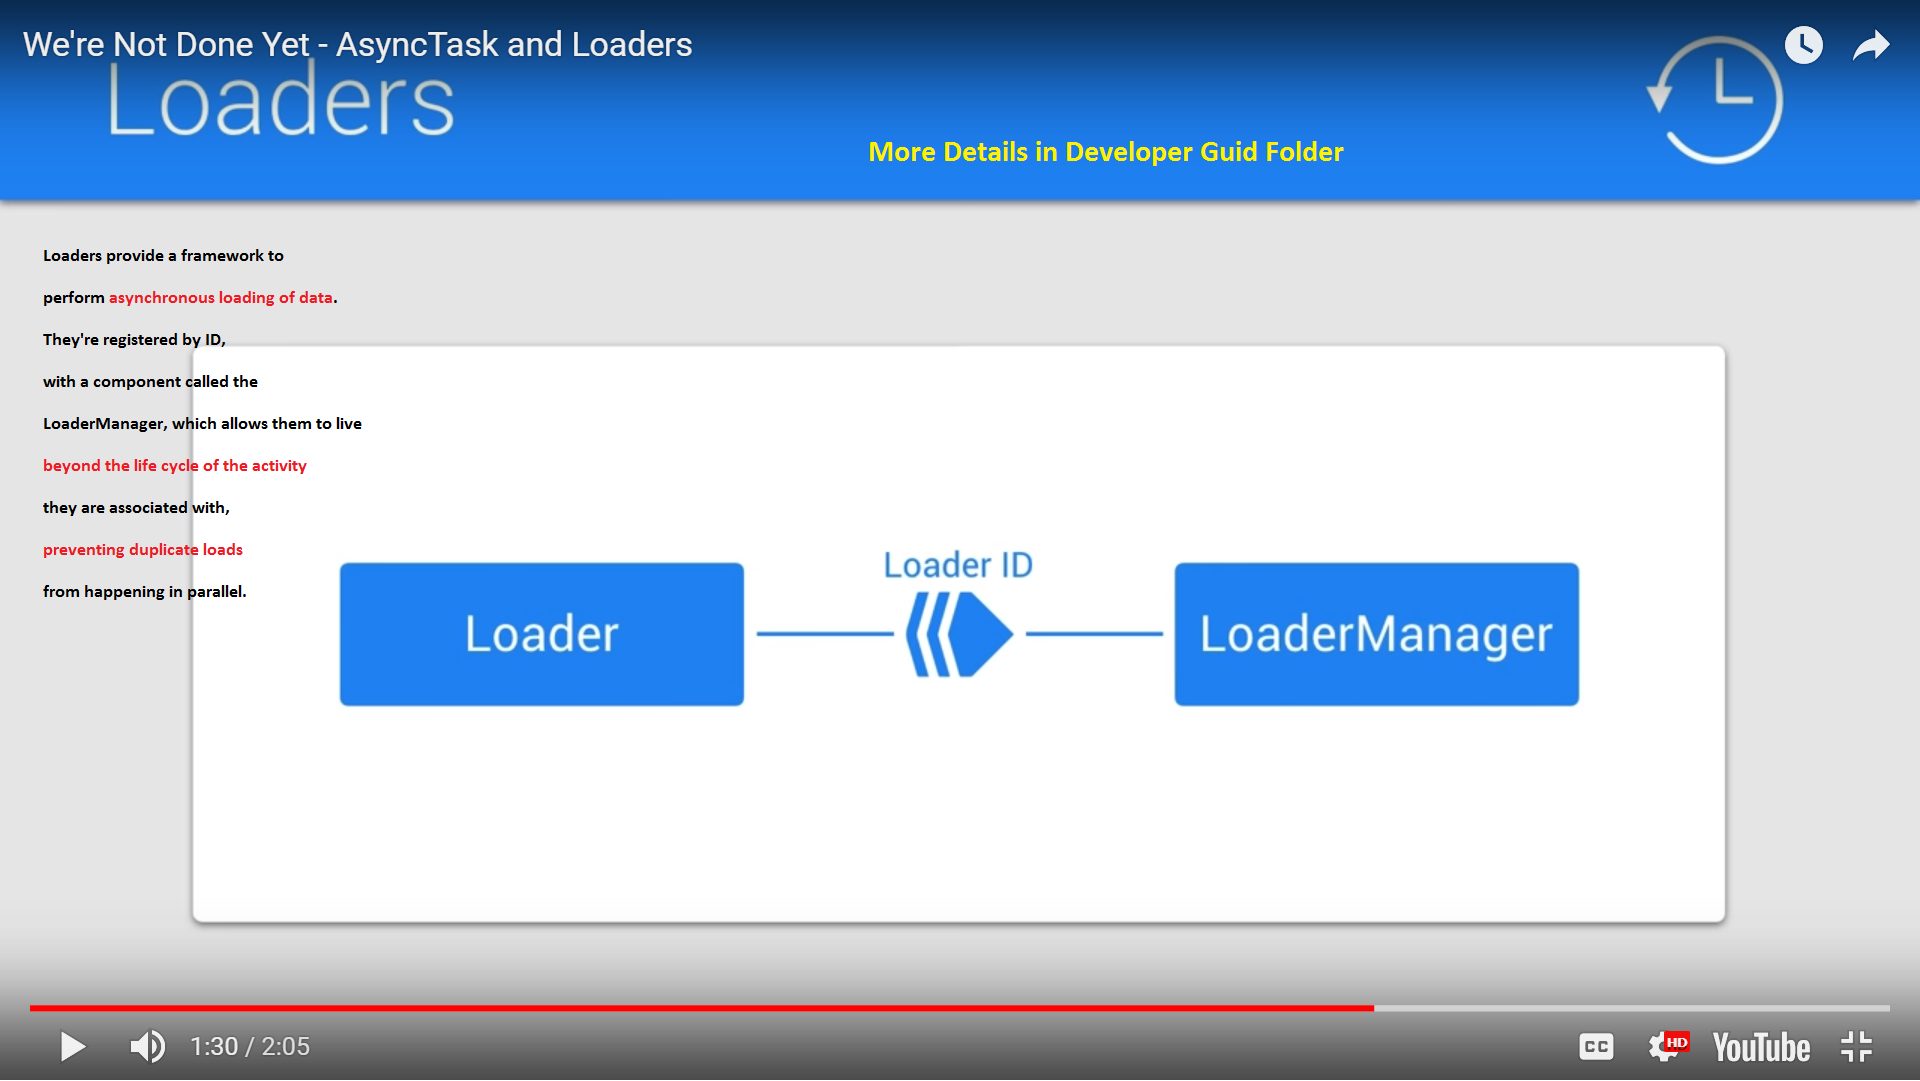 We're Not Done Yet - AsyncTask and Loaders
Loaders
More Details in Developer Guid Folder
Loaders provide a framework to
perform asynchronous loading of data.
They're registered by ID,
with a component called the
LoaderManager, which allows them to live
beyond the life cycle of the activity
they are associated with,
preventing duplicate loads
from happening in parallel.
Loader ID
Loader
LoaderManager
1:30 / 2:05
CC
HD
YouTube